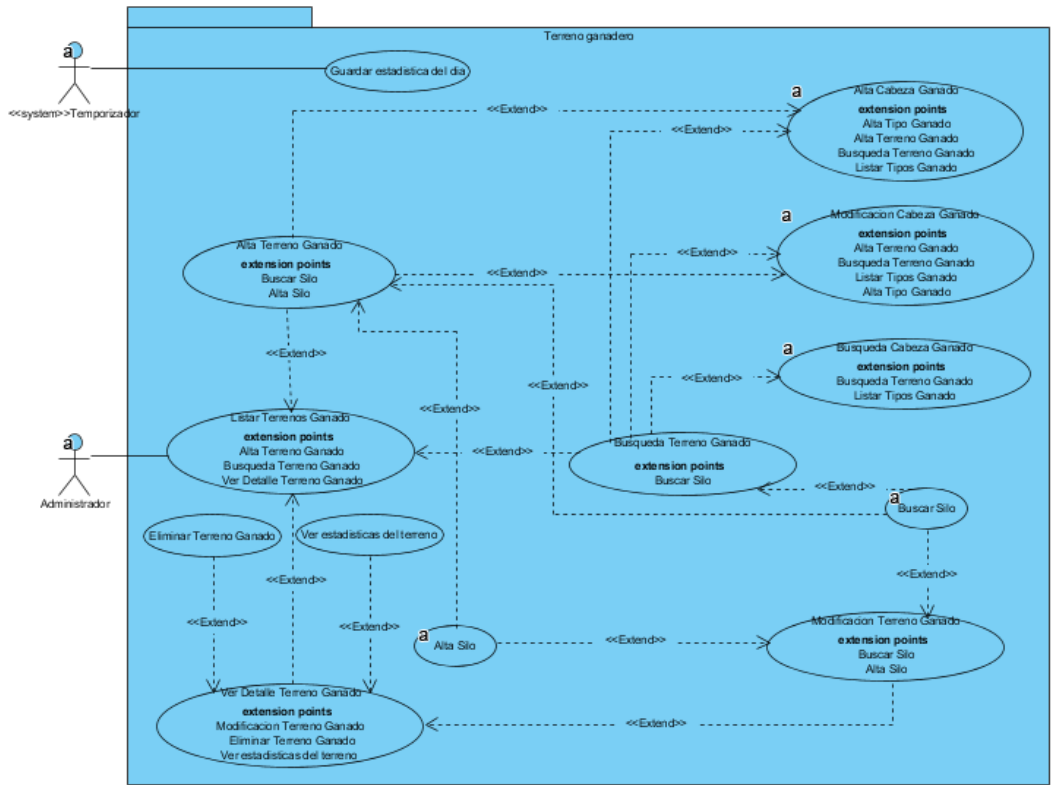 Terreno ganadero
a
<<system>>Temporizador
Guardar estadistica del dia
<<Extend>>
a
Alta Cabeza Ganado
extension points
Alta Tipo Ganado
Alta Terreno Ganado
Busqueda Terreno Ganado
Listar Tipos Ganado
<<Extend>>
a
Modificacion Cabeza Ganado
extension points
Alta Terreno Ganado
Busqueda Terreno Ganado
Listar Tipos Ganado
Alta Tipo Ganado
Alta Terreno Ganado
extension points
Buscar Silo
Alta Silo
<<Extend>>
<<Extend>>
<<Extend>>
a
Busqueda Cabeza Ganado
extension points
Busqueda Terreno Ganado
Listar Tipos Ganado
<<Extend>>
<<Extend>>
<<Extend>>
<<Extend>>
a
Administrador
Listar Terrenos Ganado
extension points
Alta Terreno Ganado
Busqueda Terreno Ganado
Ver Detalle Terreno Ganado
<<Extend>>
Busqueda Terreno Ganado
extension points
Buscar Silo
<<Extend>>
a
Buscar Silo
Eliminar Terreno Ganado
Ver estadisticas del terreno
<<Extend>>
<<Extend>>
<<Extend>>
<<Extend>>
a
Alta Silo
<<Extend>>
Modificacion Terreno Ganado
extension points
Buscar Silo
Alta Silo
Ver Detalle Terreno Ganado
extension points
Modificacion Terreno Ganado
Eliminar Terreno Ganado
Ver estadisticas del terreno
<<Extend>>